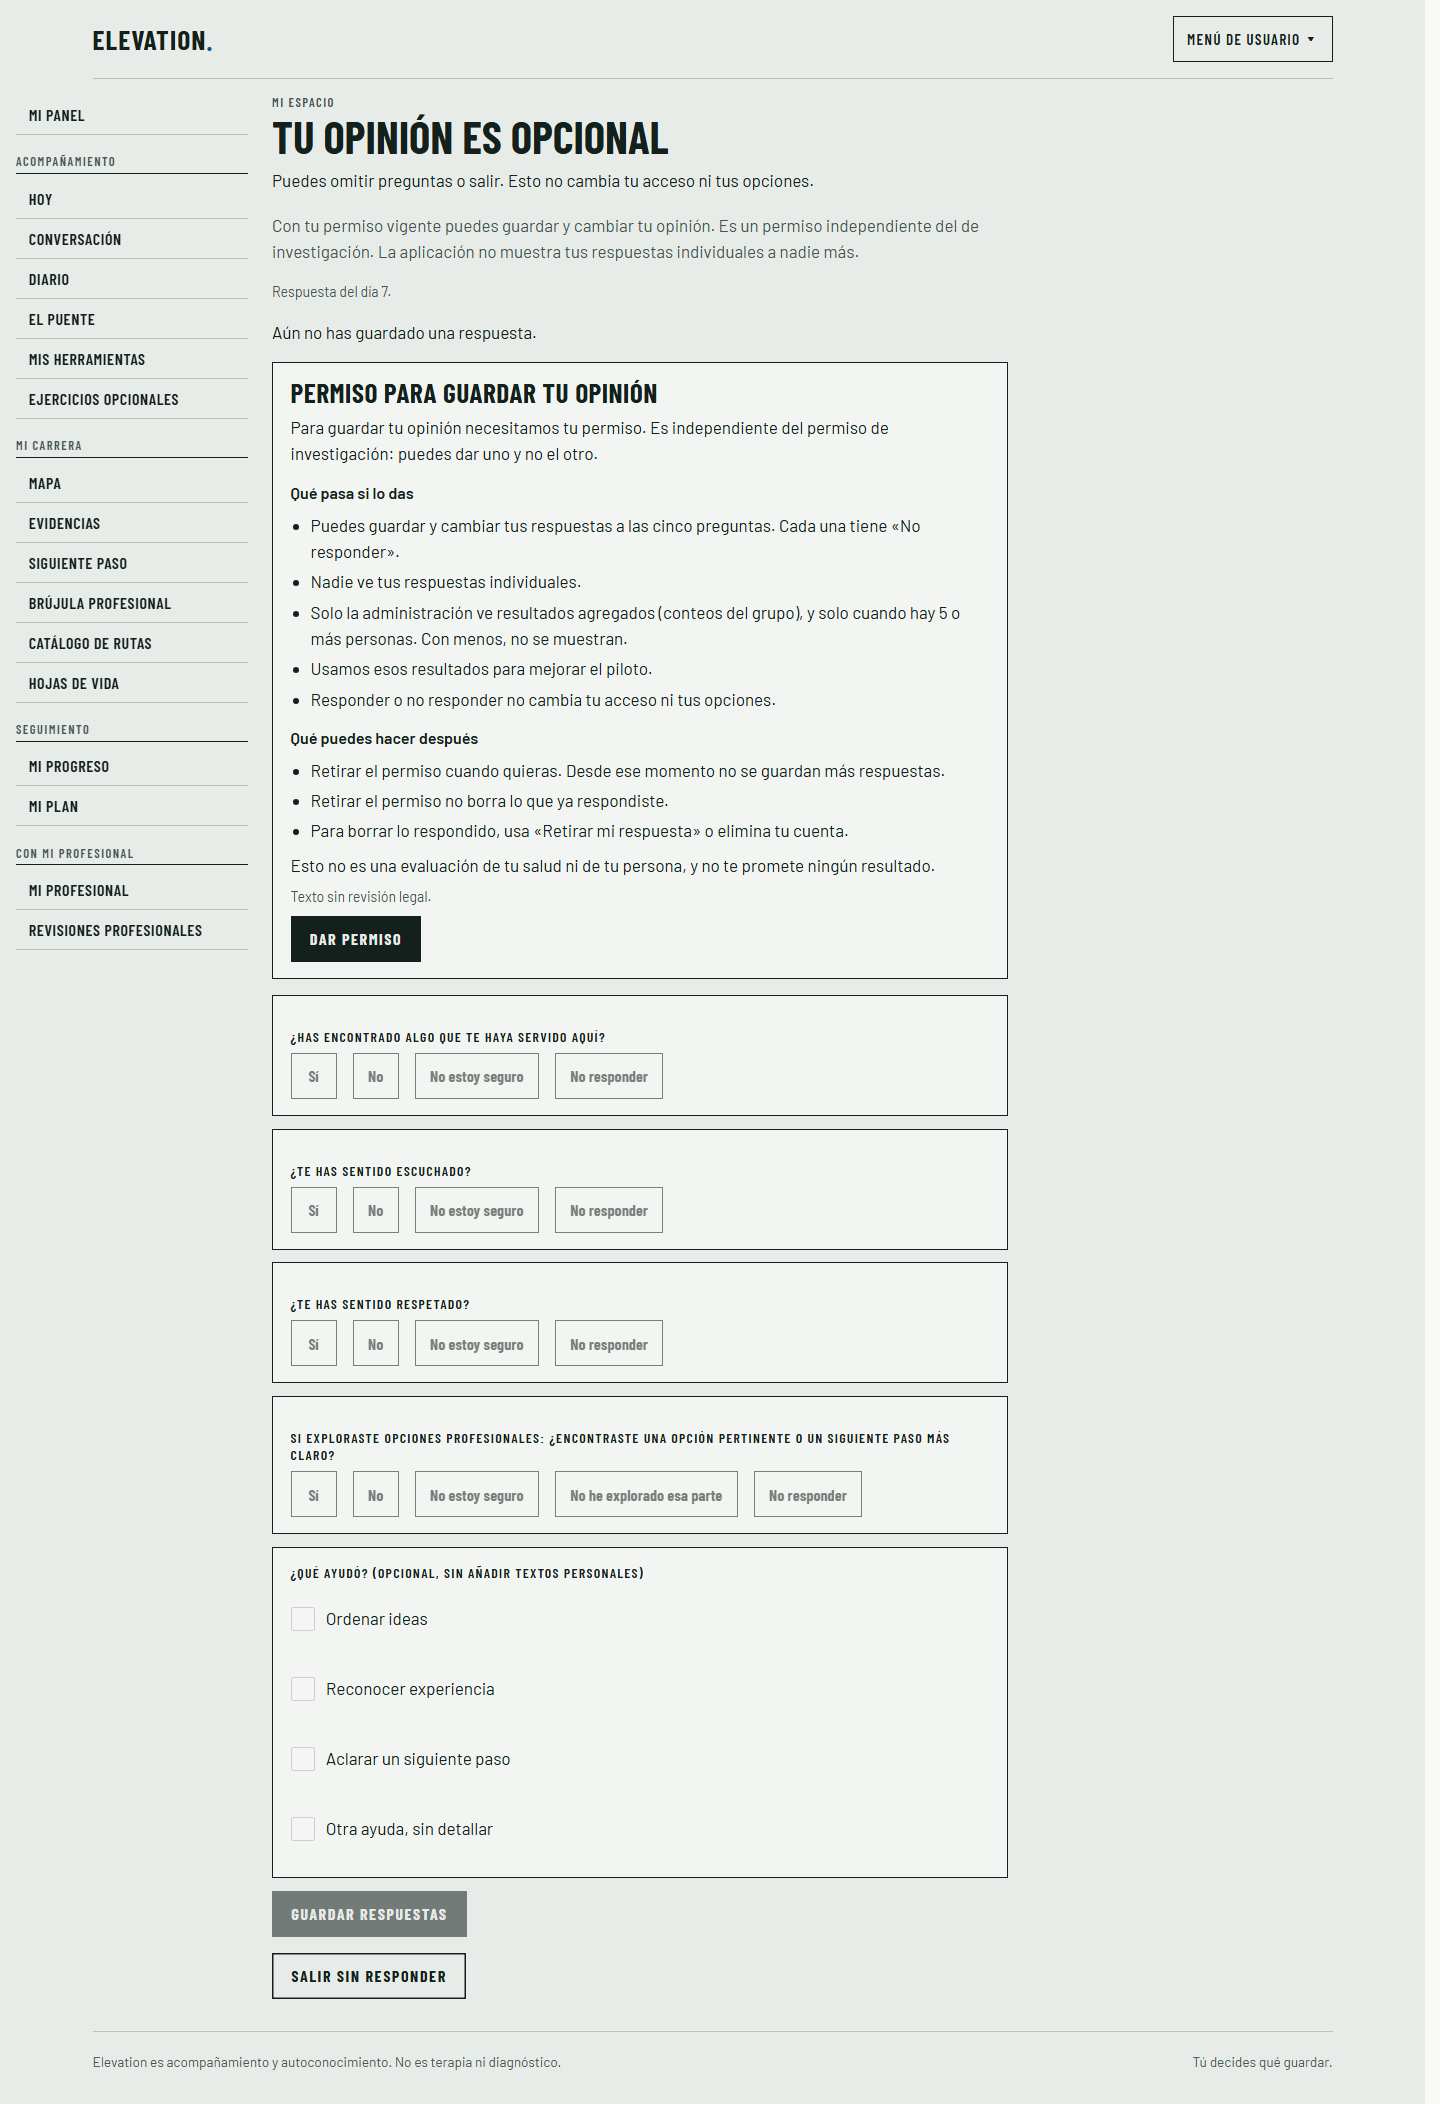 ELEVATION.
MENÚ DE USUARIO
MI PANEL
ACOMPAÑAMIENTO
HOY
CONVERSACIÓN
DIARIO
EL PUENTE
MIS HERRAMIENTAS
EJERCICIOS OPCIONALES
MI CARRERA
MAPA
EVIDENCIAS
SIGUIENTE PASO
BRÚJULA PROFESIONAL
CATÁLOGO DE RUTAS
HOJAS DE VIDA
SEGUIMIENTO
MI PROGRESO
MI PLAN
CON MI PROFESIONAL
MI PROFESIONAL
REVISIONES PROFESIONALES
MI ESPACIO
TU OPINIÓN ES OPCIONAL
Puedes omitir preguntas o salir. Esto no cambia tu acceso ni tus opciones.
Con tu permiso vigente puedes guardar y cambiar tu opinión. Es un permiso independiente del de
investigación. La aplicación no muestra tus respuestas individuales a nadie más.
Respuesta del día 7.
Aún no has guardado una respuesta.
PERMISO PARA GUARDAR TU OPINIÓN
Para guardar tu opinión necesitamos tu permiso. Es independiente del permiso de
investigación: puedes dar uno y no el otro.
Qué pasa si lo das
• Puedes guardar y cambiar tus respuestas a las cinco preguntas. Cada una tiene «No
responder».
• Nadie ve tus respuestas individuales.
• Solo la administración ve resultados agregados (conteos del grupo), y solo cuando hay 5 o
más personas. Con menos, no se muestran.
• Usamos esos resultados para mejorar el piloto.
• Responder o no responder no cambia tu acceso ni tus opciones.
Qué puedes hacer después
• Retirar el permiso cuando quieras. Desde ese momento no se guardan más respuestas.
• Retirar el permiso no borra lo que ya respondiste.
• Para borrar lo respondido, usa «Retirar mi respuesta» o elimina tu cuenta.
Esto no es una evaluación de tu salud ni de tu persona, y no te promete ningún resultado.
Texto sin revisión legal.
DAR PERMISO
¿HAS ENCONTRADO ALGO QUE TE HAYA SERVIDO AQUÍ?
Sí No No estoy seguro No responder
¿TE HAS SENTIDO ESCUCHADO?
Sí No No estoy seguro No responder
¿TE HAS SENTIDO RESPETADO?
Sí No No estoy seguro No responder
SI EXPLORASTE OPCIONES PROFESIONALES: ¿ENCONTRASTE UNA OPCIÓN PERTINENTE O UN SIGUIENTE PASO MÁS
CLARO?
Sí No No estoy seguro No he explorado esa parte No responder
¿QUÉ AYUDÓ? (OPCIONAL, SIN AÑADIR TEXTOS PERSONALES)
Ordenar ideas
Reconocer experiencia
Aclarar un siguiente paso
Otra ayuda, sin detallar
GUARDAR RESPUESTAS
SALIR SIN RESPONDER
Elevation es acompañamiento y autoconocimiento. No es terapia ni diagnóstico.
Tú decides qué guardar.